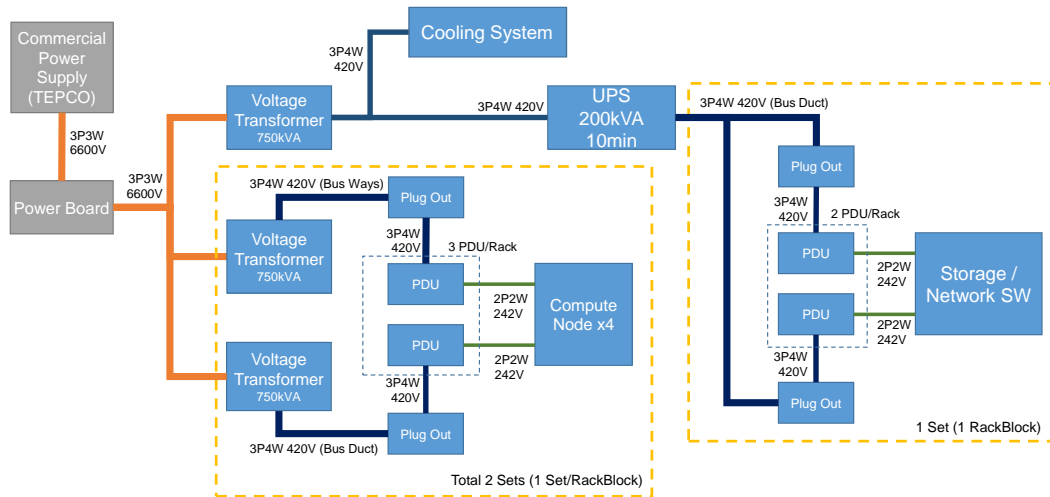 Commercial
Power
Supply
(TEPCO)
3P3W
6600V
Power Board
3P3W
6600V
Voltage
Transformer
750kVA
3P4W
420V
Cooling System
3P4W 420V
UPS
200kVA
10min
3P4W 420V (Bus Duct)
3P4W 420V (Bus Ways)
Voltage
Transformer
750kVA
Plug Out
3P4W
420V
3 PDU/Rack
PDU
2P2W
242V
Compute
Node x4
PDU
2P2W
242V
3P4W
420V
Voltage
Transformer
750kVA
Plug Out
3P4W 420V (Bus Duct)
Total 2 Sets (1 Set/RackBlock)
Plug Out
3P4W
420V
2 PDU/Rack
PDU
2P2W
242V
Storage /
Network SW
PDU
2P2W
242V
3P4W
420V
Plug Out
1 Set (1 RackBlock)